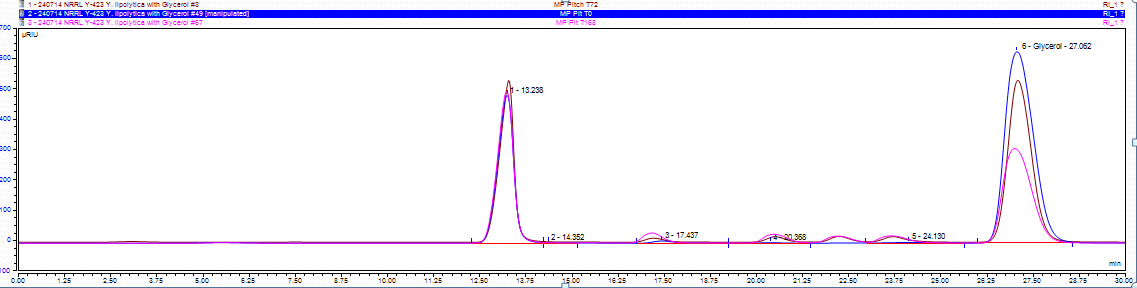 1 - 240714 NRRL Y-423 Y. lipolytica with Glycerol #3 MP Pitch T72 RI_1 ?
2 - 240714 NRRL Y-423 Y. lipolytica with Glycerol #49 [manipulated] MP Pit T0 RI_1 ?
3 - 240714 NRRL Y-423 Y. lipolytica with Glycerol #67 MP Pit T168 RI_1 ?
700 µRIU
6 - Glycerol - 27.062
600
500 1 - 13.238
400
300
200
100
0 2 - 14.352 3 - 17.437 4 - 20.368 5 - 24.130
min
100
0.00 1.25 2.50 3.75 5.00 6.25 7.50 8.75 10.00 11.25 12.50 13.75 15.00 16.25 17.50 18.75 20.00 21.25 22.50 23.75 25.00 26.25 27.50 28.75 30.00